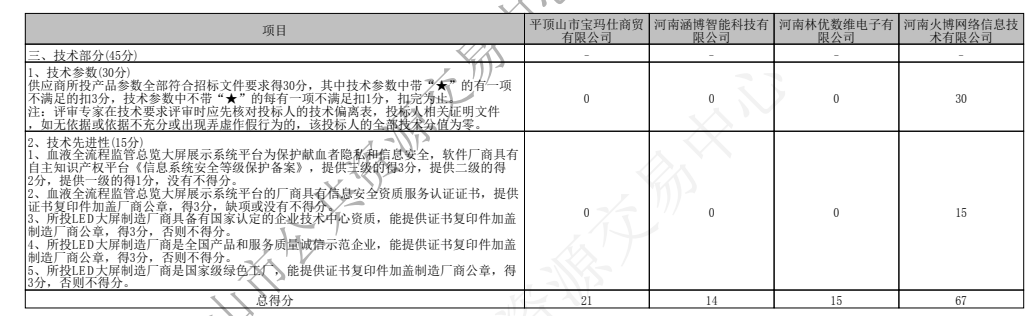 项目
平顶山市宝玛仕商贸有限公司
河南涵博智能科技有限公司
河南林优数维电子有限公司
河南火博网络信息技术有限公司
三、技术部分(45分)
-
-
-
-
1、技术参数(30分)
供应商所投产品参数全部符合招标文件要求得30分，其中技术参数中带“★”的有一项
不满足的扣3分，技术参数中不带“★”的每有一项不满足扣1分，扣完为止。
注：评审专家在技术要求评审时应先核对投标人的技术偏离表，投标人相关证明文件
，如无依据或依据不充分或出现弄虚作假行为的，该投标人的全部技术分值为零。
0
0
0
30
2、技术先进性(15分)
1、血液全流程监管总览大屏展示系统平台为保护献血者隐私和信息安全，软件厂商具有
自主知识产权平台《信息系统安全等级保护备案》，提供三级的得3分，提供二级的得
2分，提供一级的得1分，没有不得分。
2、血液全流程监管总览大屏展示系统平台的厂商具有信息安全资质服务认证证书，提供
证书复印件加盖厂商公章，得3分，缺项或没有不得分。
3、所投LED大屏制造厂商具备有国家认定的企业技术中心资质，能提供证书复印件加盖
制造厂商公章，得3分，否则不得分。
4、所投LED大屏制造厂商是全国产品和服务质量诚信示范企业，能提供证书复印件加盖
制造厂商公章，得3分，否则不得分。
5、所投LED大屏制造厂商是国家级绿色工厂，能提供证书复印件加盖制造厂商公章，得
3分，否则不得分。
0
0
0
15
总得分
21
14
15
67
山市公共资源交易中心
资源交易中心